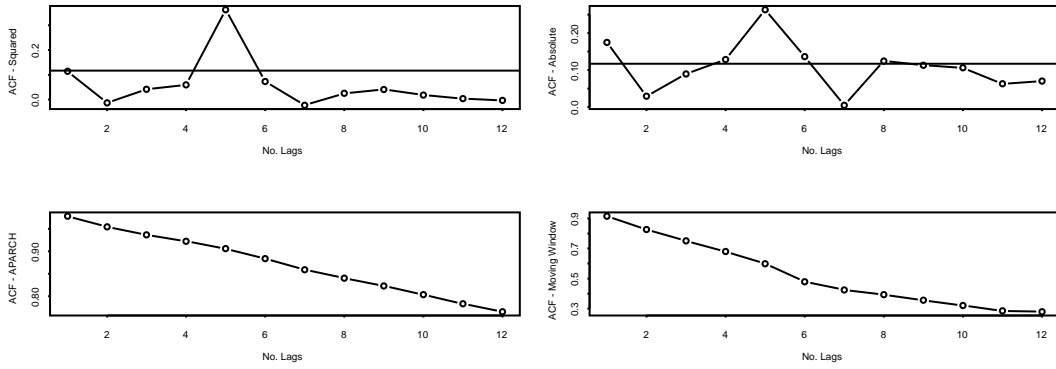 ACF - Squared
0.2
0.0
2 4 6 8 10 12
No. Lags
ACF - Absolute
0.20
0.10
0.0
2 4 6 8 10 12
No. Lags
ACF - APARCH
0.90
0.80
2 4 6 8 10 12
No. Lags
ACF - Moving Window
0.9
0.7
0.5
0.3
2 4 6 8 10 12
No. Lags